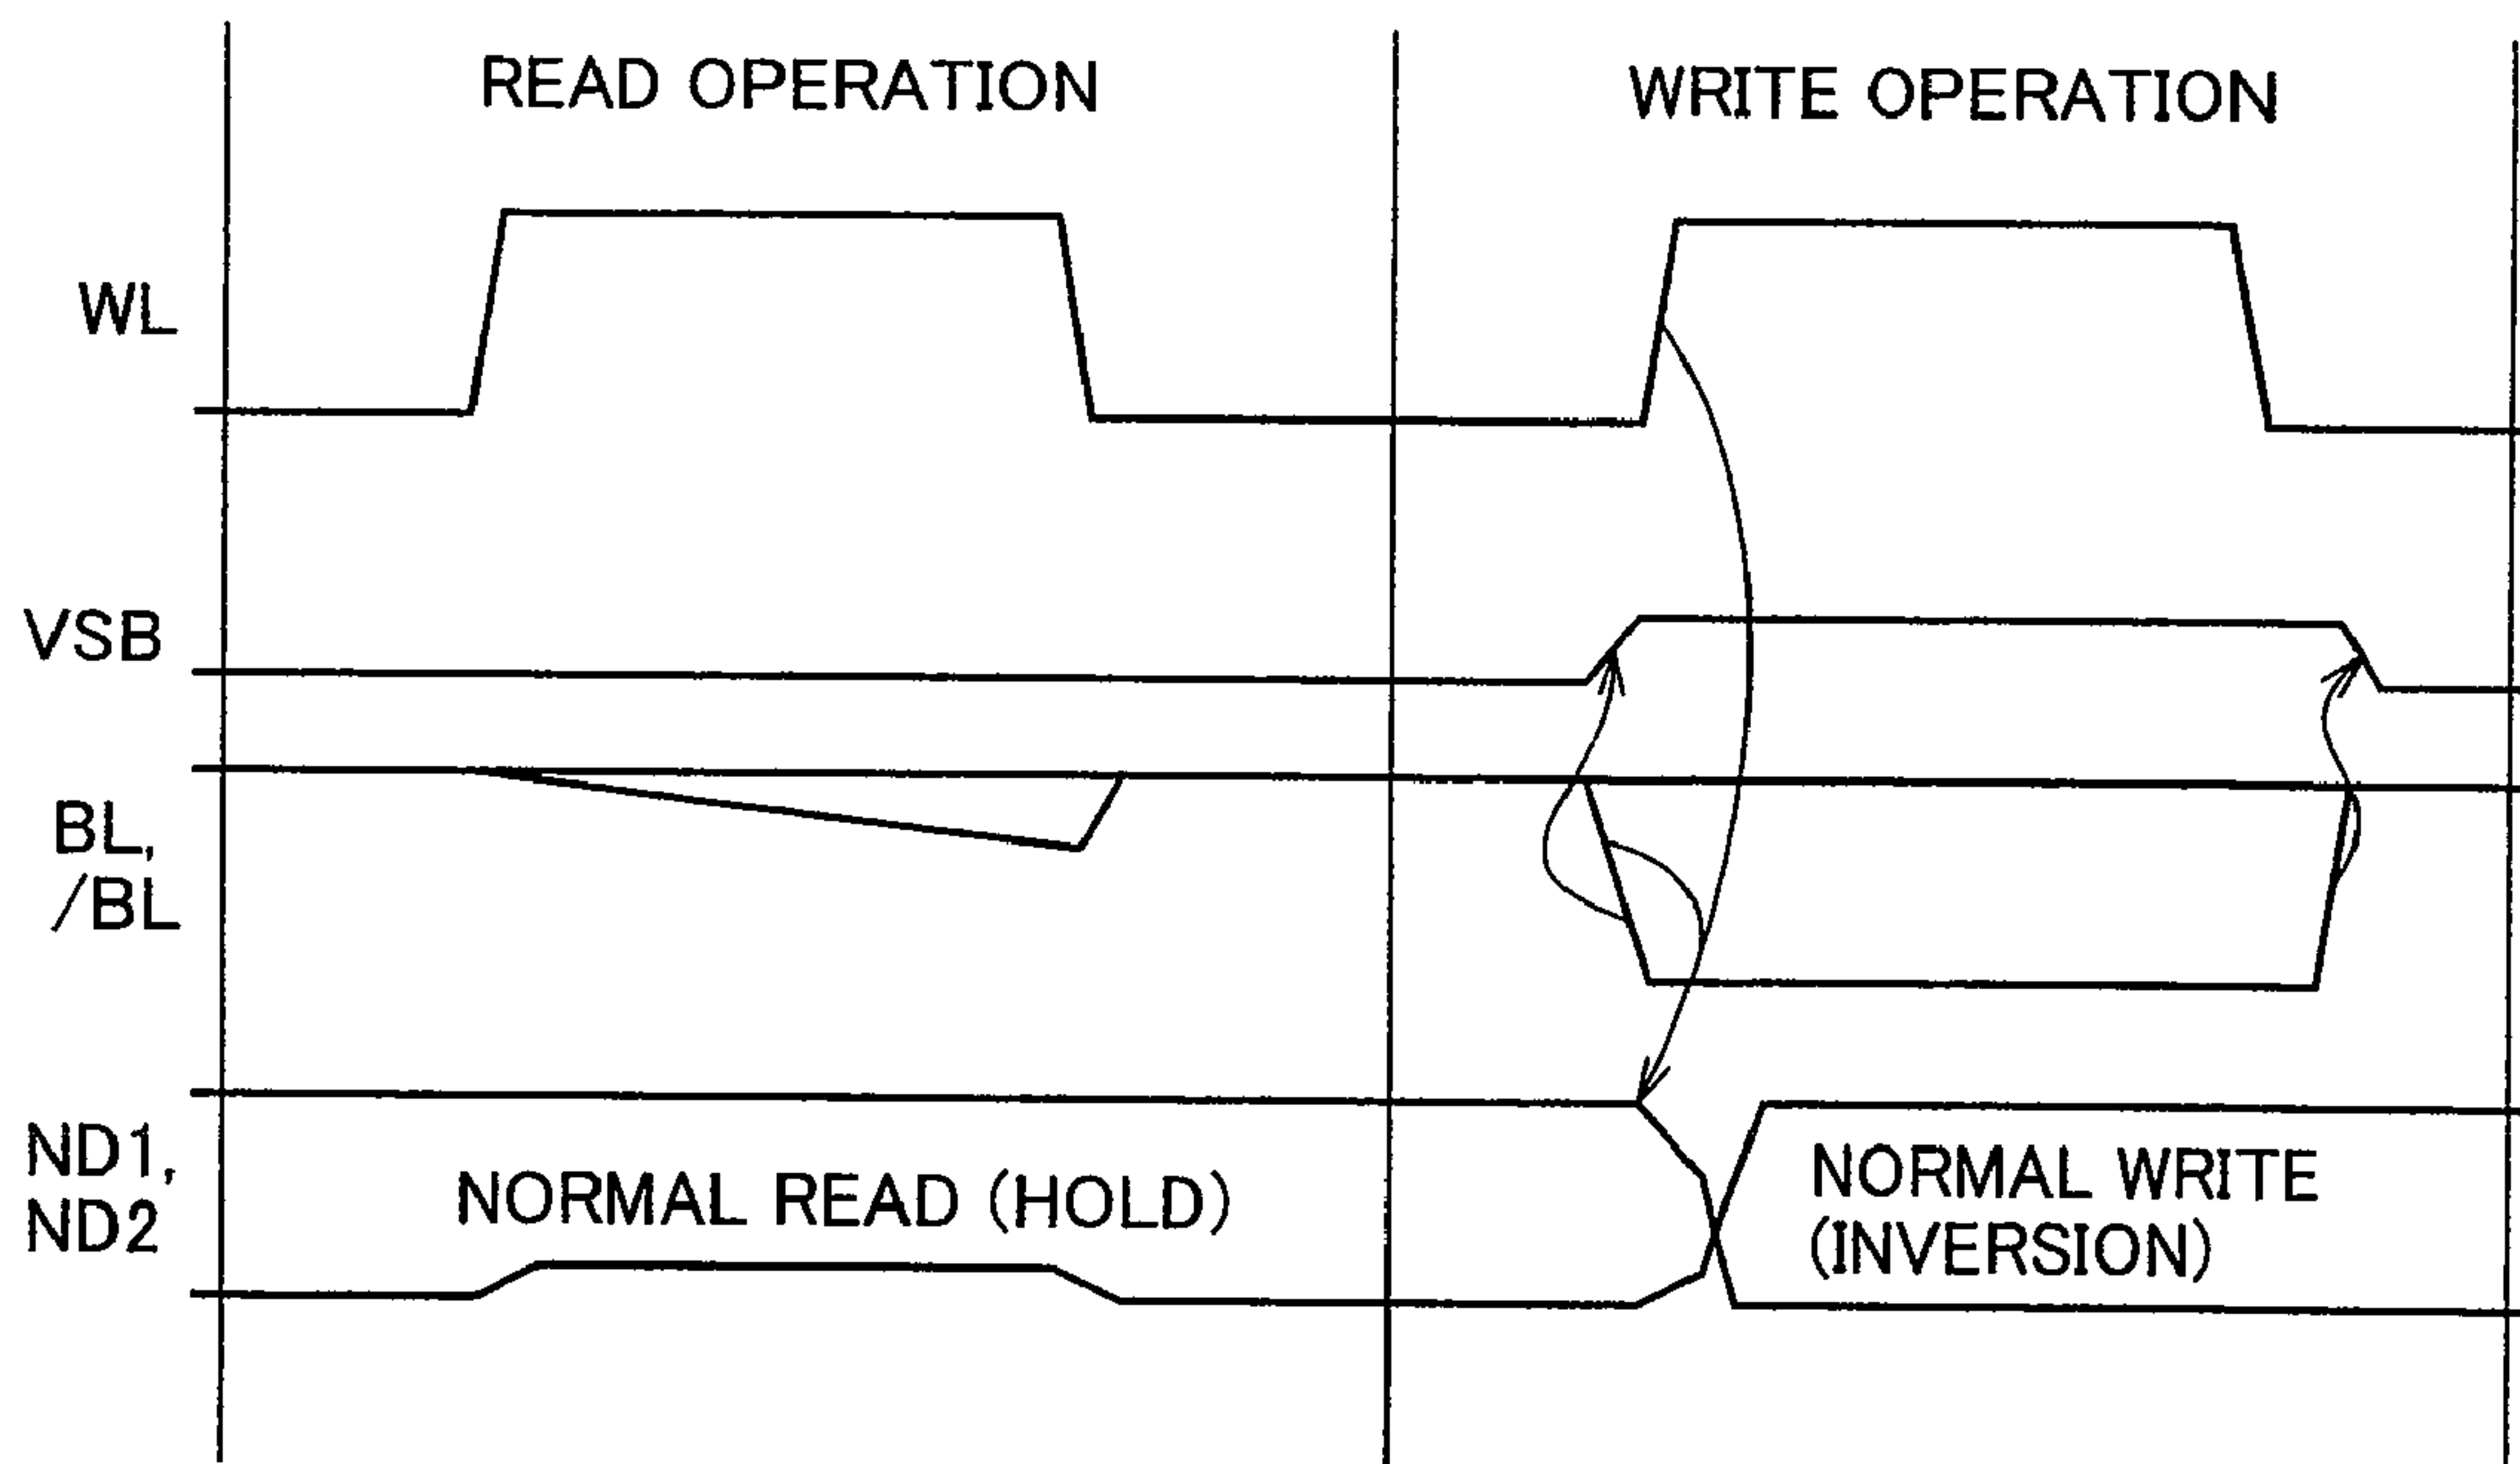 READ OPERATION
WRITE OPERATION
WL
VSB
BL,
/BL
ND1,
ND2
NORMAL READ (HOLD)
NORMAL WRITE
(INVERSION)